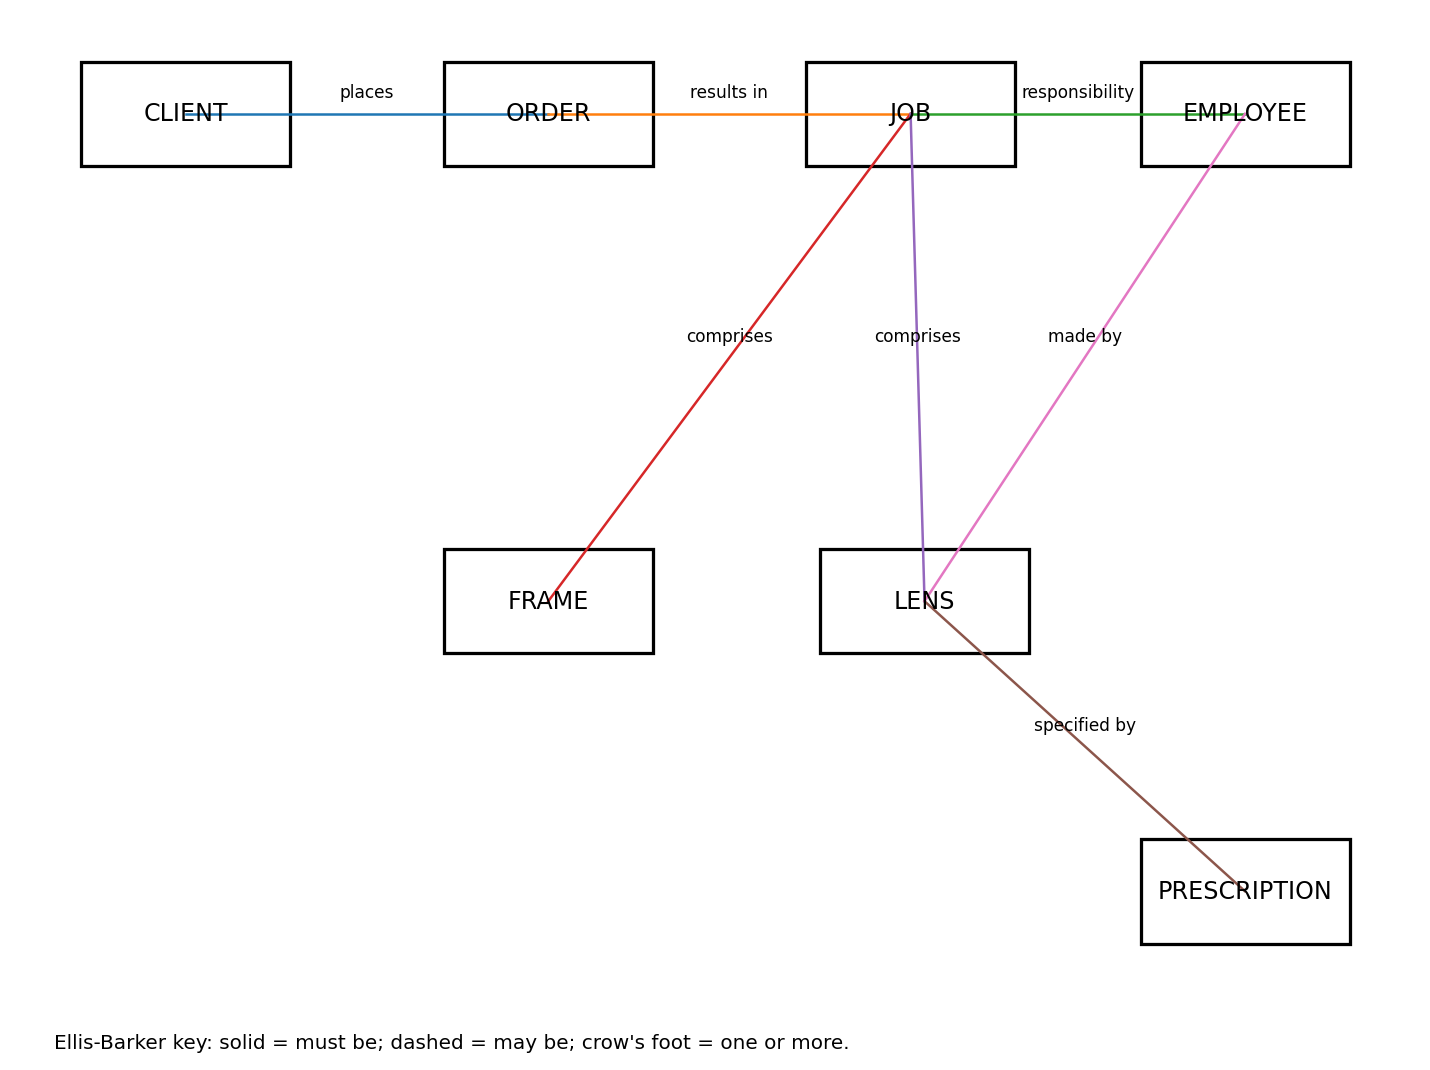 places
results in
responsibility
CLIENT
ORDER
JOB
EMPLOYEE
comprises
comprises
made by
FRAME
LENS
specified by
PRESCRIPTION
Ellis-Barker key: solid = must be; dashed = may be; crow's foot = one or more.